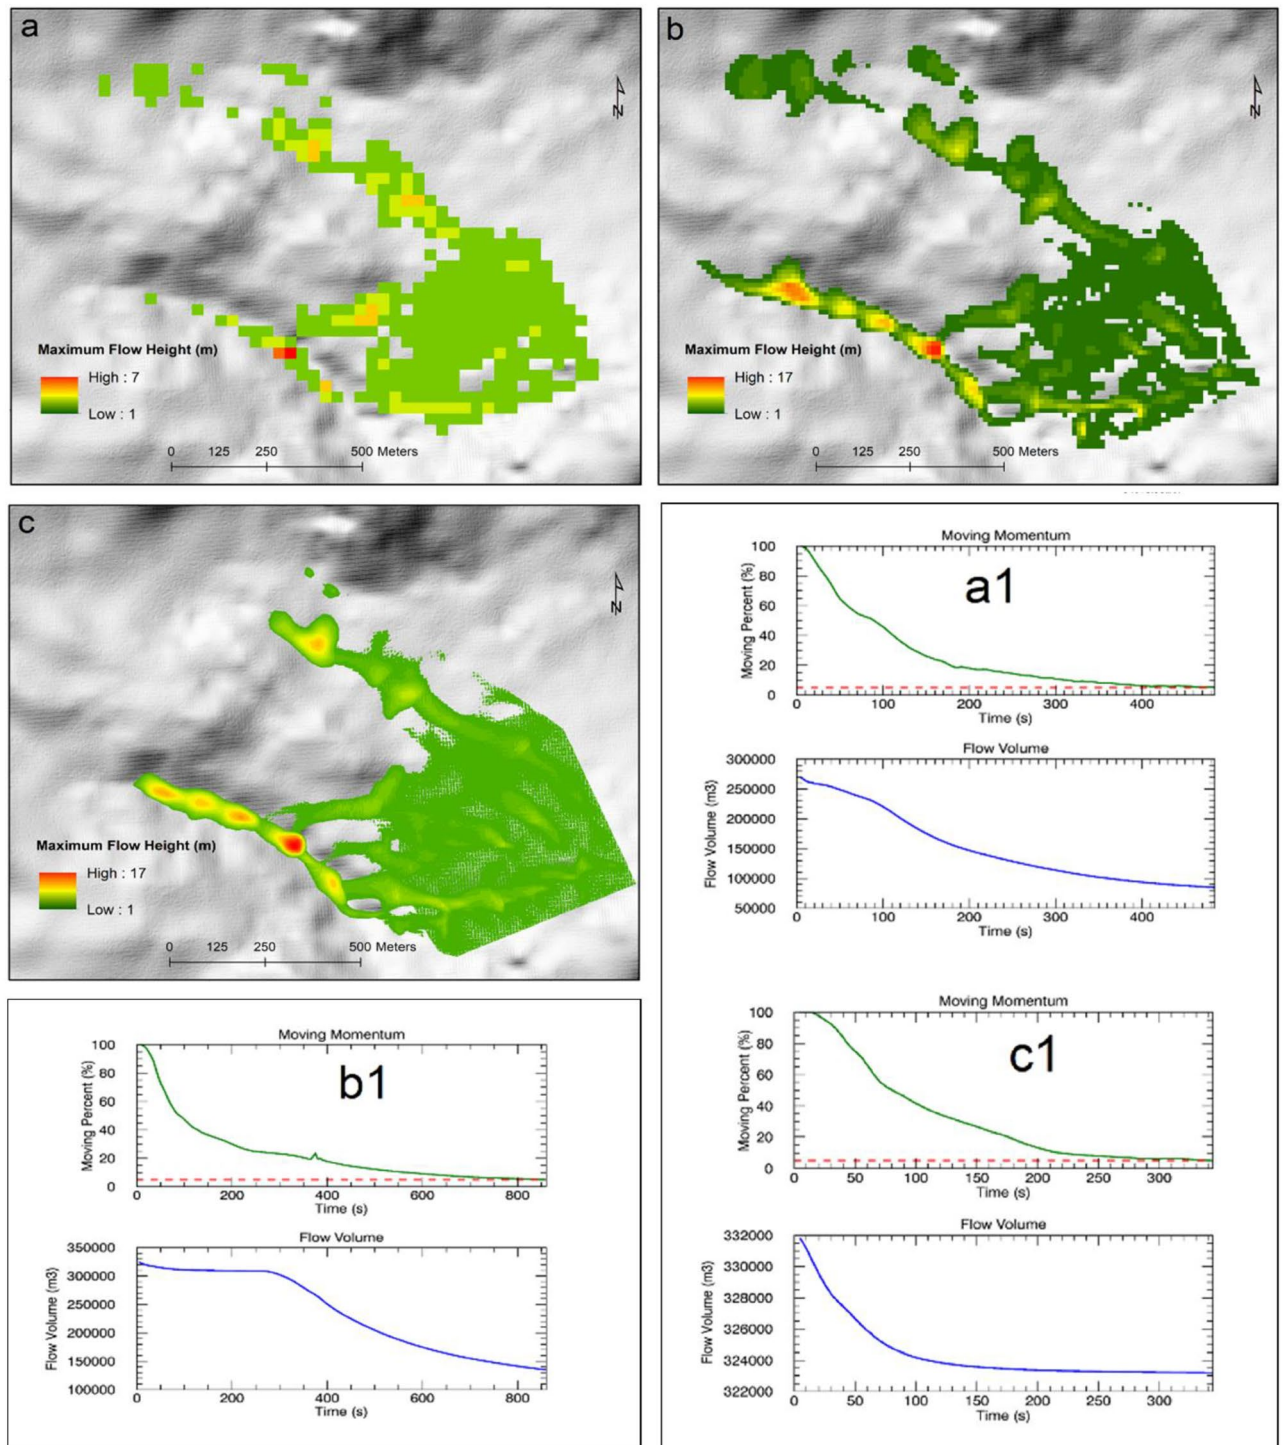 a
N
Maximum Flow Height (m)
High : 7
Low : 1
0 125 250 500 Meters
b
N
Maximum Flow Height (m)
High : 17
Low : 1
0 125 250 500 Meters
c
N
Maximum Flow Height (m)
High : 17
Low : 1
0 125 250 500 Meters
Moving Momentum
a1
Moving Percent (%)
100
80
60
40
20
0
0 100 200 300 400
Time (s)
Flow Volume
Flow Volume (m3)
300000
250000
200000
150000
100000
50000
0 100 200 300 400
Time (s)
Moving Momentum
c1
Moving Percent (%)
100
80
60
40
20
0
0 50 100 150 200 250 300
Time (s)
Flow Volume
Flow Volume (m3)
332000
330000
328000
326000
324000
322000
0 50 100 150 200 250 300
Time (s)
Moving Momentum
b1
Moving Percent (%)
100
80
60
40
20
0
0 200 400 600 800
Time (s)
Flow Volume
Flow Volume (m3)
350000
300000
250000
200000
150000
100000
0 200 400 600 800
Time (s)